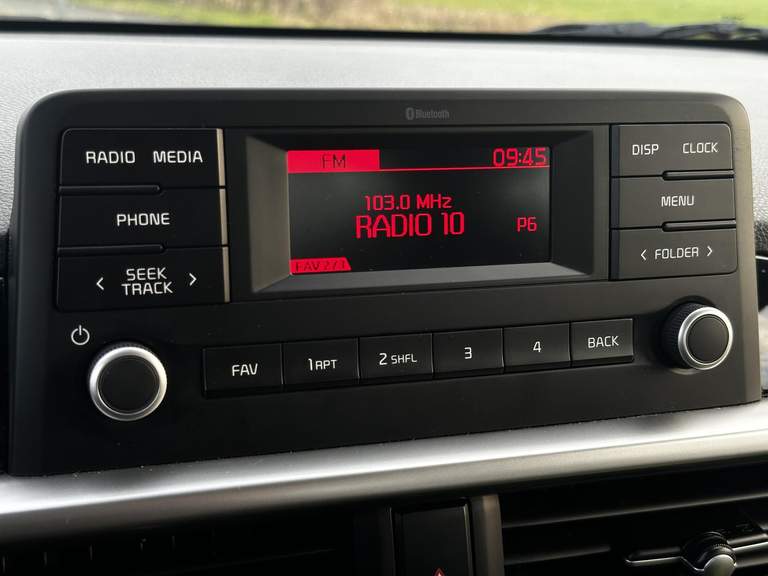 Bluetooth
RADIO MEDIA
PHONE
< SEEK >
TRACK
FM 09:45
103.0 MHz
RADIO 10 P6
FAV 2/3
DISP CLOCK
MENU
< FOLDER >
FAV 1 RPT 2 SHFL 3 4 BACK